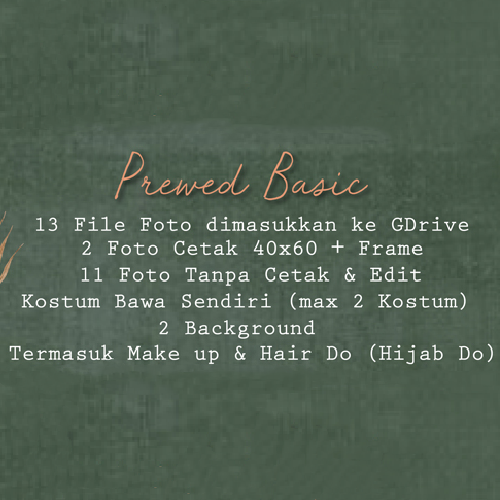 Prewed Basic
13 File Foto dimasukkan ke GDrive
2 Foto Cetak 40x60 + Frame
11 Foto Tanpa Cetak & Edit
Kostum Bawa Sendiri (max 2 Kostum)
2 Background
Termasuk Make up & Hair Do (Hijab Do)